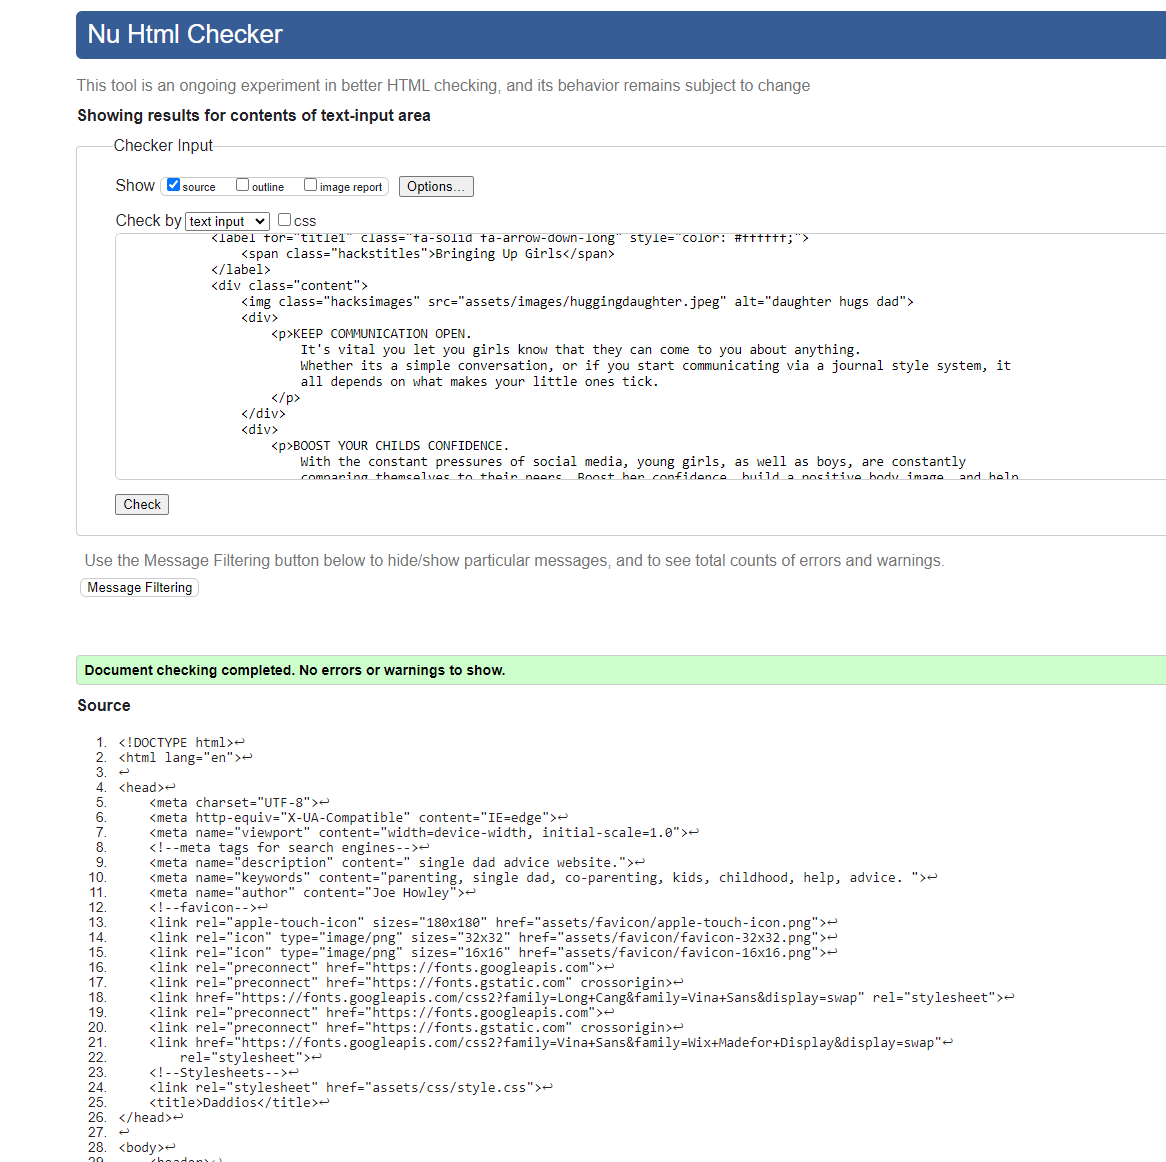 Nu Html Checker
This tool is an ongoing experiment in better HTML checking, and its behavior remains subject to change
Showing results for contents of text-input area
Checker Input
Show source outline image report Options...
Check by text input css
<label for="title1" class="fa-solid fa-arrow-down-long" style="color: #ffffff;">
<span class="hackstitles">Bringing Up Girls</span>
</label>
<div class="content">
<img class="hacksimages" src="assets/images/huggingdaughter.jpeg" alt="daughter hugs dad">
<div>
<p>KEEP COMMUNICATION OPEN.
It's vital you let you girls know that they can come to you about anything.
Whether its a simple conversation, or if you start communicating via a journal style system, it
all depends on what makes your little ones tick.
</p>
</div>
<div>
<p>BOOST YOUR CHILDS CONFIDENCE.
With the constant pressures of social media, young girls, as well as boys, are constantly
comparing themselves to their peers. Boost her confidence, build a positive body image, and help
Check
Use the Message Filtering button below to hide/show particular messages, and to see total counts of errors and warnings.
Message Filtering
Document checking completed. No errors or warnings to show.
Source
1. <!DOCTYPE html>↩
2. <html lang="en">↩
3. ↩
4. <head>↩
5. <meta charset="UTF-8">↩
6. <meta http-equiv="X-UA-Compatible" content="IE=edge">↩
7. <meta name="viewport" content="width=device-width, initial-scale=1.0">↩
8. <!--meta tags for search engines-->↩
9. <meta name="description" content=" single dad advice website.">↩
10. <meta name="keywords" content="parenting, single dad, co-parenting, kids, childhood, help, advice. ">↩
11. <meta name="author" content="Joe Howley">↩
12. <!--favicon-->↩
13. <link rel="apple-touch-icon" sizes="180x180" href="assets/favicon/apple-touch-icon.png">↩
14. <link rel="icon" type="image/png" sizes="32x32" href="assets/favicon/favicon-32x32.png">↩
15. <link rel="icon" type="image/png" sizes="16x16" href="assets/favicon/favicon-16x16.png">↩
16. <link rel="preconnect" href="https://fonts.googleapis.com">↩
17. <link rel="preconnect" href="https://fonts.gstatic.com" crossorigin>↩
18. <link href="https://fonts.googleapis.com/css2?family=Long+Cang&family=Vina+Sans&display=swap" rel="stylesheet">↩
19. <link rel="preconnect" href="https://fonts.googleapis.com">↩
20. <link rel="preconnect" href="https://fonts.gstatic.com" crossorigin>↩
21. <link href="https://fonts.googleapis.com/css2?family=Vina+Sans&family=Wix+Madefor+Display&display=swap"↩
22. rel="stylesheet">↩
23. <!--Stylesheets-->↩
24. <link rel="stylesheet" href="assets/css/style.css">↩
25. <title>Daddios</title>↩
26. </head>↩
27. ↩
28. <body>↩
29. <header>↩